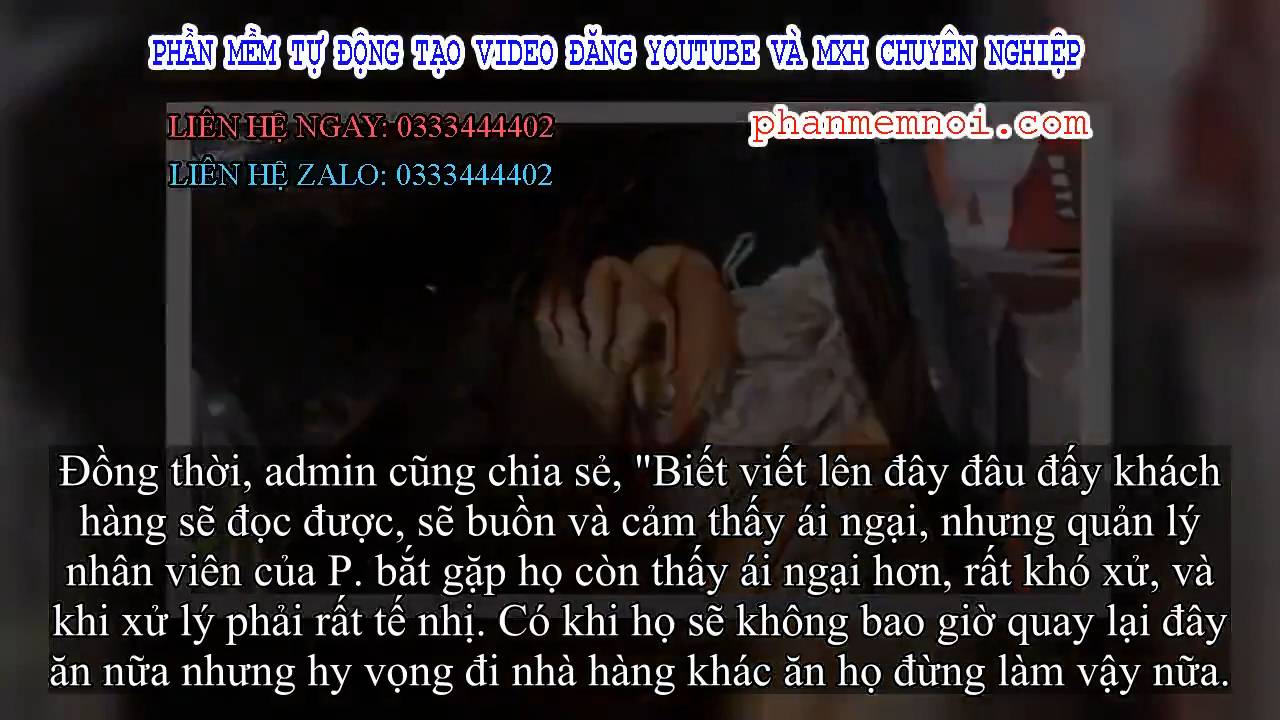 PHẦN MỀM TỰ ĐỘNG TẠO VIDEO ĐĂNG YOUTUBE VÀ MXH CHUYÊN NGHIỆP
LIÊN HỆ NGAY: 0333444402
phanmemnoi.com
LIÊN HỆ ZALO: 0333444402
Đồng thời, admin cũng chia sẻ, "Biết viết lên đây đâu đấy khách
hàng sẽ đọc được, sẽ buồn và cảm thấy ái ngại, nhưng quản lý
nhân viên của P. bắt gặp họ còn thấy ái ngại hơn, rất khó xử, và
khi xử lý phải rất tế nhị. Có khi họ sẽ không bao giờ quay lại đây
ăn nữa nhưng hy vọng đi nhà hàng khác ăn họ đừng làm vậy nữa.